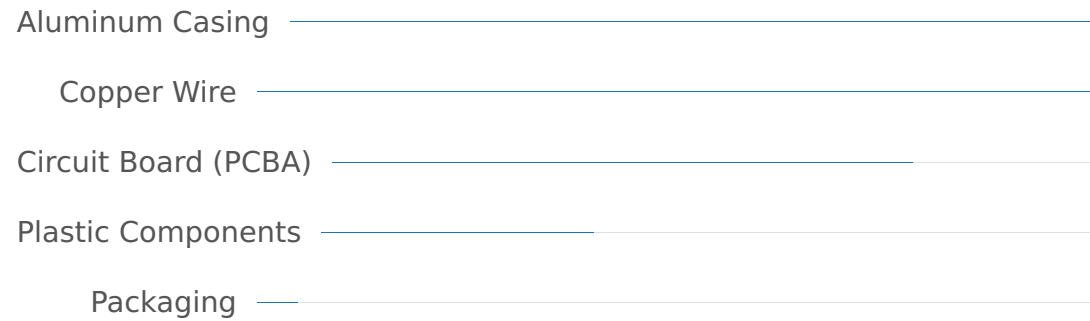 Aluminum Casing
Copper Wire
Circuit Board (PCBA)
Plastic Components
Packaging